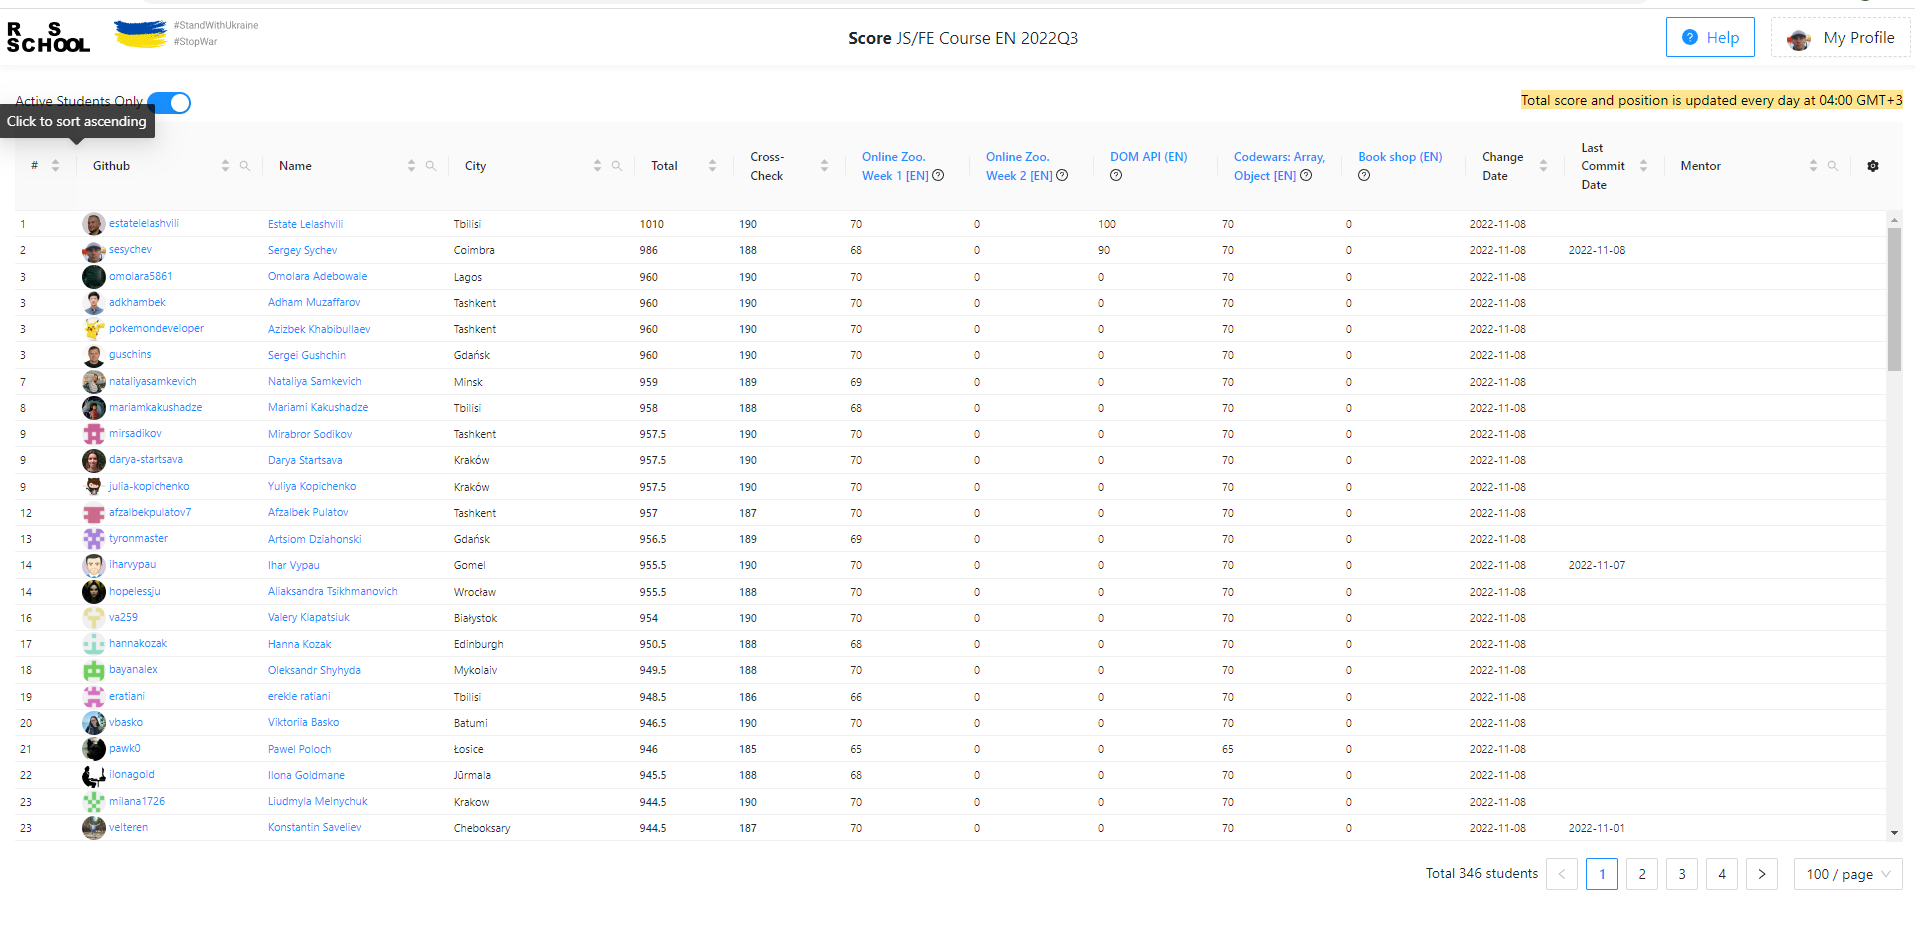 R S
SCHOOL
#StandWithUkraine
#StopWar
Score JS/FE Course EN 2022Q3
Help
My Profile
Active Students Only
Click to sort ascending
Total score and position is updated every day at 04:00 GMT+3
# Github Name City Total Cross-Check Online Zoo. Week 1 [EN] Online Zoo. Week 2 [EN] DOM API (EN) Codewars: Array, Object [EN] Book shop (EN) Change Date Last Commit Date Mentor
1 estatelelashvili Estate Lelashvili Tbilisi 1010 190 70 0 100 70 0 2022-11-08
2 sesychev Sergey Sychev Coimbra 986 188 68 0 90 70 0 2022-11-08 2022-11-08
3 omolara5861 Omolara Adebowale Lagos 960 190 70 0 0 70 0 2022-11-08
3 adkhambek Adham Muzaffarov Tashkent 960 190 70 0 0 70 0 2022-11-08
3 pokemondeveloper Azizbek Khabibullaev Tashkent 960 190 70 0 0 70 0 2022-11-08
3 guschins Sergei Gushchin Gdańsk 960 190 70 0 0 70 0 2022-11-08
7 nataliyasamkevich Nataliya Samkevich Minsk 959 189 69 0 0 70 0 2022-11-08
8 mariamkakushadze Mariami Kakushadze Tbilisi 958 188 68 0 0 70 0 2022-11-08
9 mirsadikov Mirabror Sodikov Tashkent 957.5 190 70 0 0 70 0 2022-11-08
9 darya-startsava Darya Startsava Kraków 957.5 190 70 0 0 70 0 2022-11-08
9 julia-kopichenko Yuliya Kopichenko Kraków 957.5 190 70 0 0 70 0 2022-11-08
12 afzalbekpulatov7 Afzalbek Pulatov Tashkent 957 187 70 0 0 70 0 2022-11-08
13 tyronmaster Artsiom Dziahonski Gdańsk 956.5 189 69 0 0 70 0 2022-11-08
14 iharvypau Ihar Vypau Gomel 955.5 190 70 0 0 70 0 2022-11-08 2022-11-07
14 hopelessju Aliaksandra Tsikhmanovich Wrocław 955.5 188 70 0 0 70 0 2022-11-08
16 va259 Valery Klapatsiuk Białystok 954 190 70 0 0 70 0 2022-11-08
17 hannakozak Hanna Kozak Edinburgh 950.5 188 68 0 0 70 0 2022-11-08
18 bayanalex Oleksandr Shyhyda Mykolaiv 949.5 188 70 0 0 70 0 2022-11-08
19 eratiani erekle ratiani Tbilisi 948.5 186 66 0 0 70 0 2022-11-08
20 vbasko Viktoriia Basko Batumi 946.5 190 70 0 0 70 0 2022-11-08
21 pawk0 Pawel Poloch Łosice 946 185 65 0 0 65 0 2022-11-08
22 ilonagold Ilona Goldmane Jūrmala 945.5 188 68 0 0 70 0 2022-11-08
23 milana1726 Liudmyla Melnychuk Krakow 944.5 190 70 0 0 70 0 2022-11-08
23 velteren Konstantin Saveliev Cheboksary 944.5 187 70 0 0 70 0 2022-11-08 2022-11-01
Total 346 students < 1 2 3 4 > 100 / page